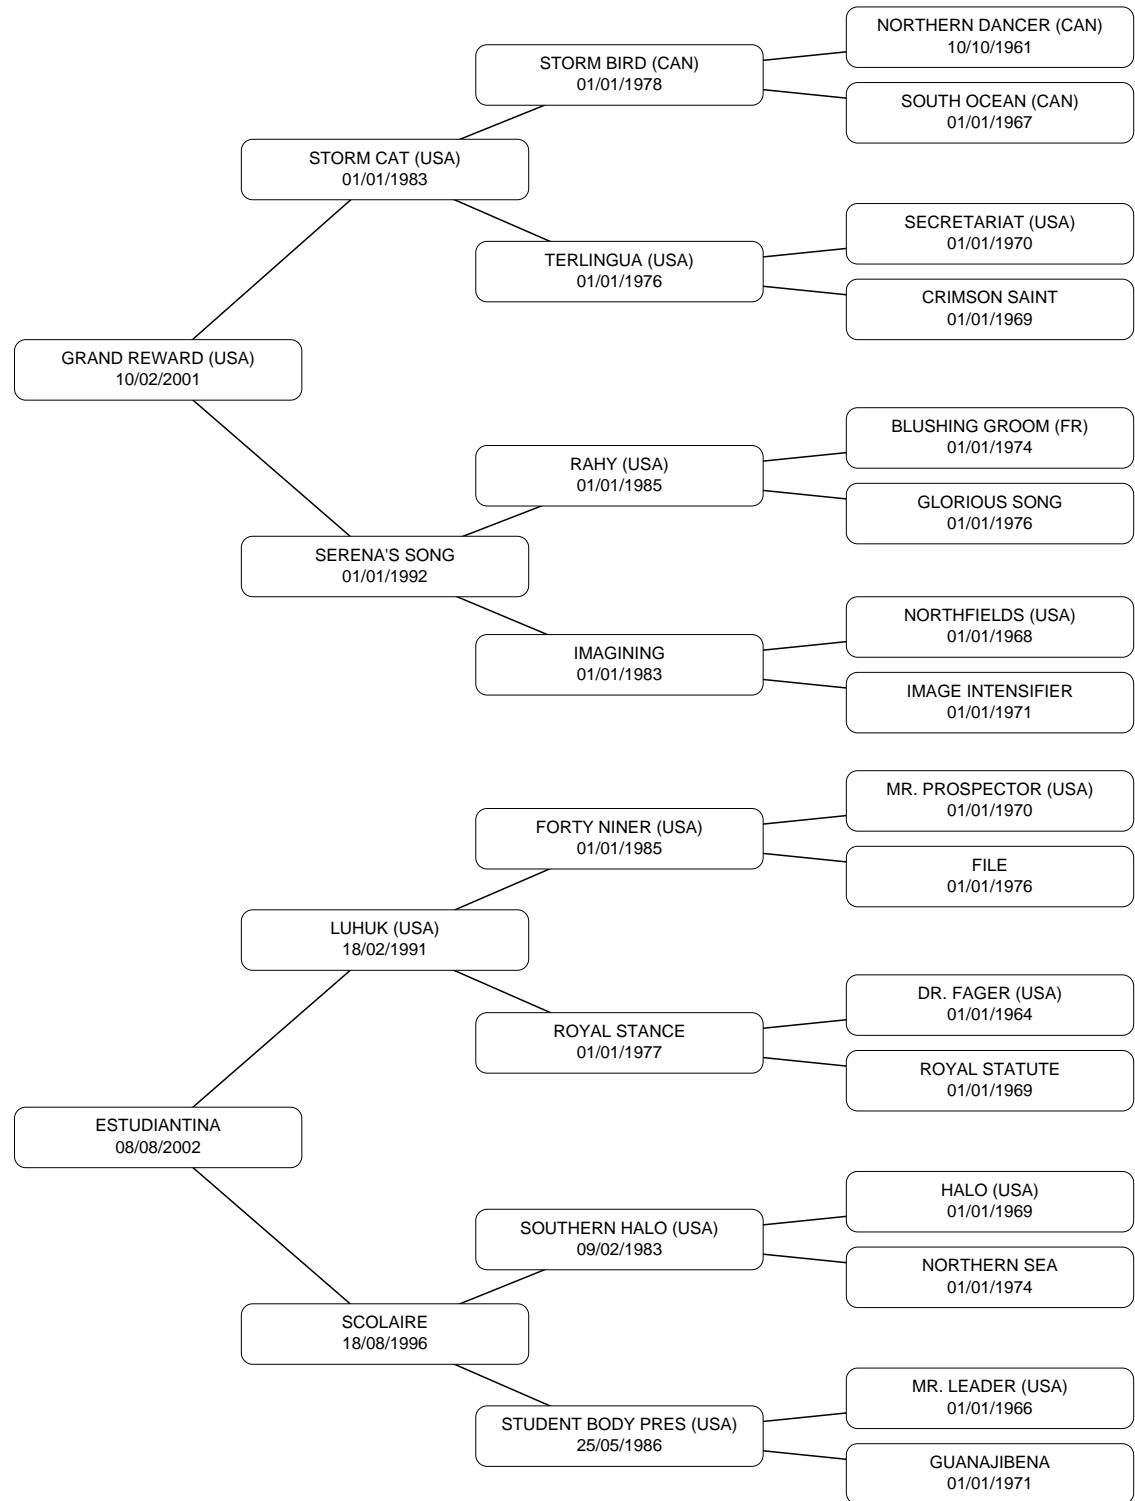 NORTHERN DANCER (CAN)
10/10/1961
STORM BIRD (CAN)
01/01/1978
SOUTH OCEAN (CAN)
01/01/1967
STORM CAT (USA)
01/01/1983
SECRETARIAT (USA)
01/01/1970
TERLINGUA (USA)
01/01/1976
CRIMSON SAINT
01/01/1969
GRAND REWARD (USA)
10/02/2001
BLUSHING GROOM (FR)
01/01/1974
RAHY (USA)
01/01/1985
GLORIOUS SONG
01/01/1976
SERENA'S SONG
01/01/1992
NORTHFIELDS (USA)
01/01/1968
IMAGINING
01/01/1983
IMAGE INTENSIFIER
01/01/1971
MR. PROSPECTOR (USA)
01/01/1970
FORTY NINER (USA)
01/01/1985
FILE
01/01/1976
LUHUK (USA)
18/02/1991
DR. FAGER (USA)
01/01/1964
ROYAL STANCE
01/01/1977
ROYAL STATUTE
01/01/1969
ESTUDIANTINA
08/08/2002
HALO (USA)
01/01/1969
SOUTHERN HALO (USA)
09/02/1983
NORTHERN SEA
01/01/1974
SCOLAIRE
18/08/1996
MR. LEADER (USA)
01/01/1966
STUDENT BODY PRES (USA)
25/05/1986
GUANAJIBENA
01/01/1971